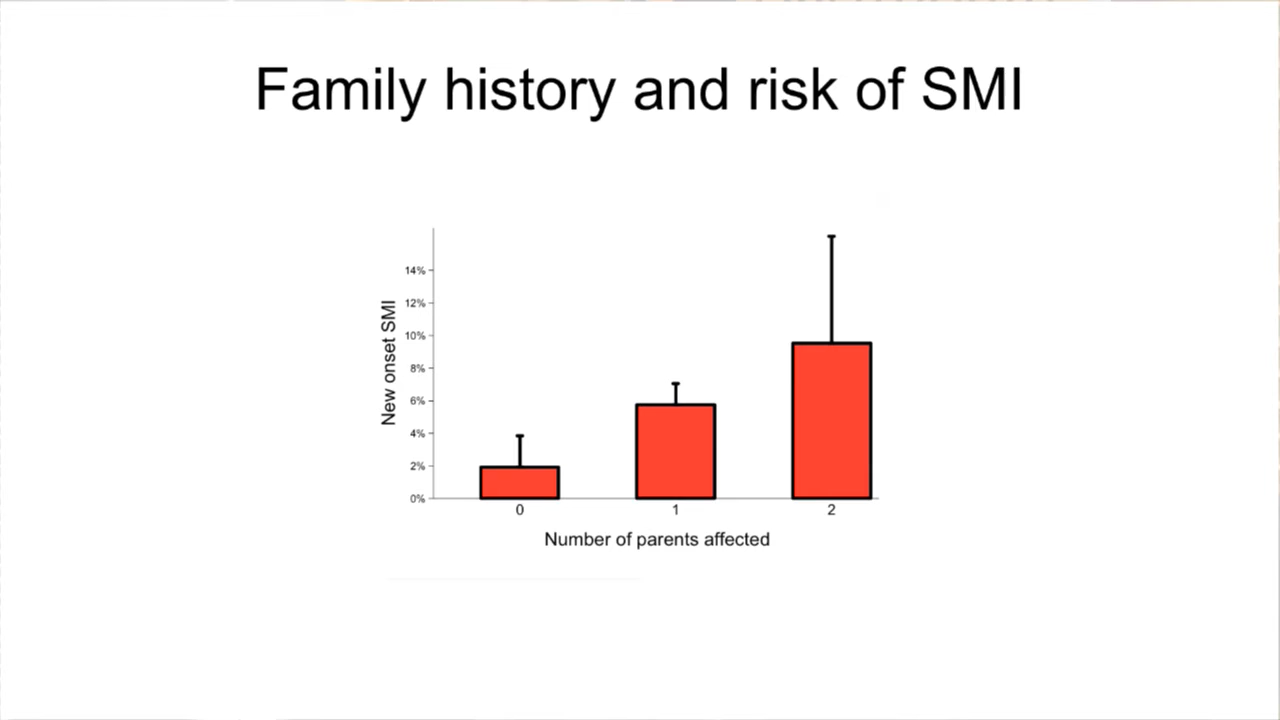 Family history and risk of SMI
New onset SMI
14%
12%
10%
8%
6%
4%
2%
0%
0 1 2
Number of parents affected